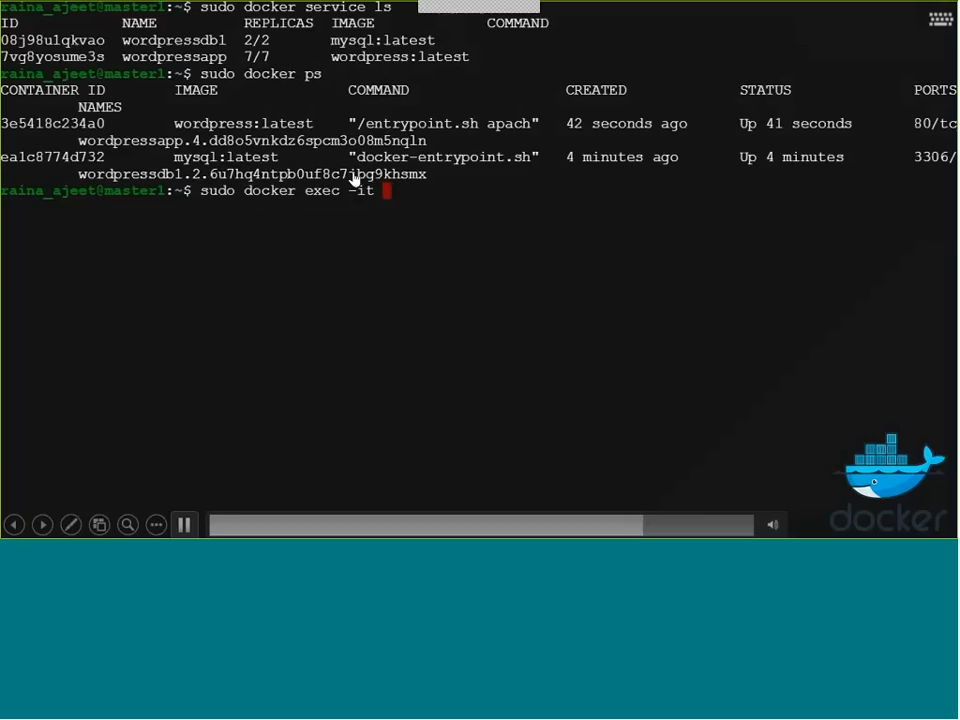 raina_ajeet@master1:~$ sudo docker service ls
ID NAME REPLICAS IMAGE COMMAND
08j98u1qkvao wordpressdb1 2/2 mysql:latest
7vg8yosume3s wordpressapp 7/7 wordpress:latest
raina_ajeet@master1:~$ sudo docker ps
CONTAINER ID IMAGE COMMAND CREATED STATUS PORTS
NAMES
3e5418c234a0 wordpress:latest "/entrypoint.sh apach" 42 seconds ago Up 41 seconds 80/tc
wordpressapp.4.dd8o5vnkdz6spcm3o08m5nqln
ea1c8774d732 mysql:latest "docker-entrypoint.sh" 4 minutes ago Up 4 minutes 3306/
wordpressdb1.2.6u7hq4ntpb0uf8c7jbg9khsmx
raina_ajeet@master1:~$ sudo docker exec -it
docker